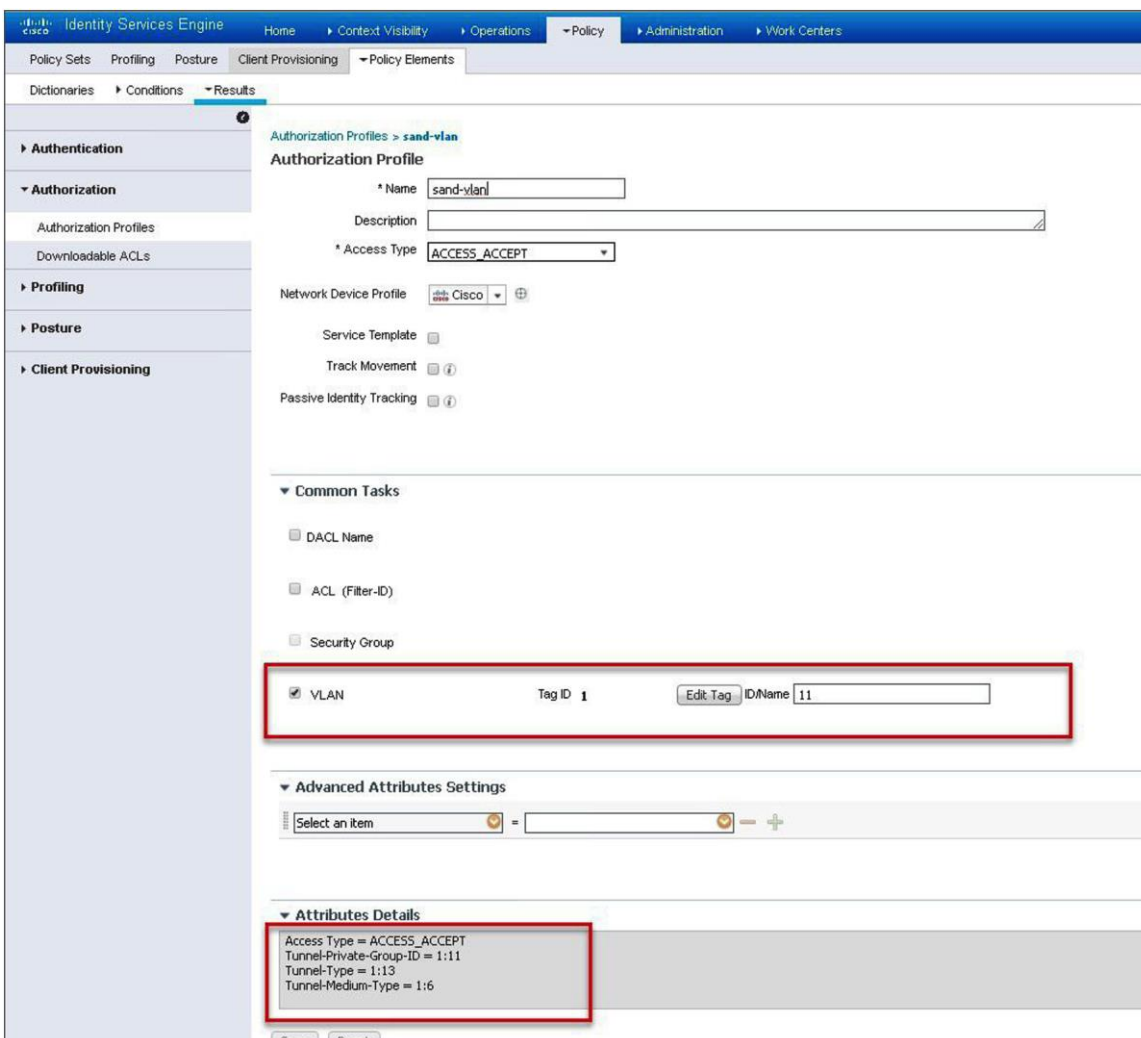 cisco Identity Services Engine Home Context Visibility Operations Policy Administration Work Centers
Policy Sets Profiling Posture Client Provisioning Policy Elements
Dictionaries Conditions Results
Authentication
Authorization
Authorization Profiles
Downloadable ACLs
Profiling
Posture
Client Provisioning
Authorization Profiles > sand-vlan
Authorization Profile
* Name sand-vlan
Description
* Access Type ACCESS_ACCEPT
Network Device Profile Cisco
Service Template
Track Movement
Passive Identity Tracking
Common Tasks
DACL Name
ACL (Filter-ID)
Security Group
VLAN Tag ID 1 Edit Tag ID/Name 11
Advanced Attributes Settings
Select an item =
Attributes Details
Access Type = ACCESS_ACCEPT
Tunnel-Private-Group-ID = 1:11
Tunnel-Type = 1:13
Tunnel-Medium-Type = 1:6